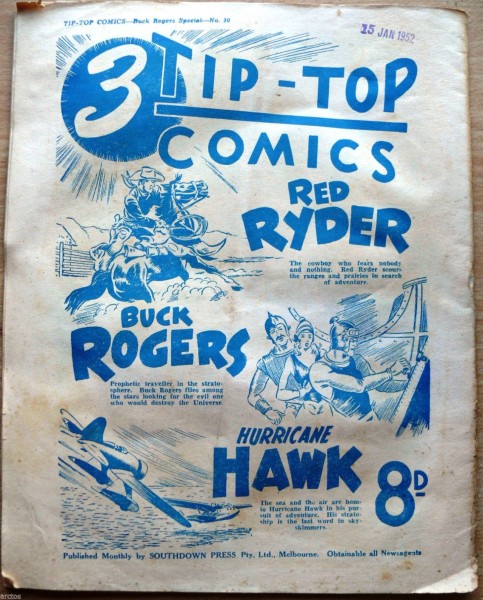 TIP-TOP COMICS—Buck Rogers Special—No. 10
15 JAN 1952
3 TIP-TOP
COMICS
RED
RYDER
The cowboy who fears nobody
and nothing. Red Ryder scours
the ranges and prairies in search
of adventure.
BUCK
ROGERS
Prophetic traveller in the strato-
sphere. Buck Rogers flies among
the stars looking for the evil one
who would destroy the Universe.
HURRICANE
HAWK
8D
The sea and the air are home
to Hurricane Hawk in his pur-
suit of adventure. His strato-
ship is the last word in sky-
skimmers.
Published Monthly by SOUTHDOWN PRESS Pty. Ltd., Melbourne. Obtainable all Newsagents
arctos